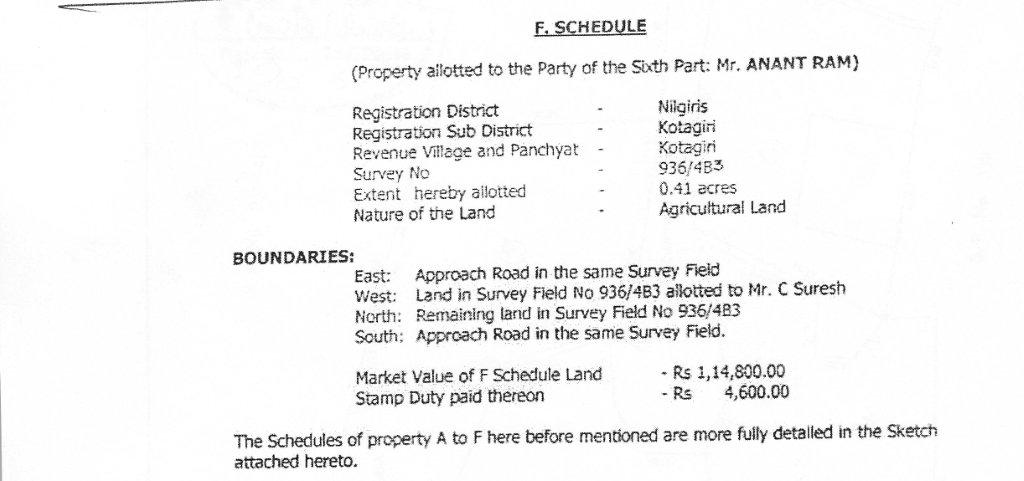 F. SCHEDULE
(Property allotted to the Party of the Sixth Part: Mr. ANANT RAM)
Registration District - Nilgiris
Registration Sub District - Kotagiri
Revenue Village and Panchyat - Kotagiri
Survey No - 936/4B3
Extent hereby allotted - 0.41 acres
Nature of the Land - Agricultural Land
BOUNDARIES:
East: Approach Road in the same Survey Field
West: Land in Survey Field No 936/4B3 allotted to Mr. C Suresh
North: Remaining land in Survey Field No 936/4B3
South: Approach Road in the same Survey Field.
Market Value of F Schedule Land - Rs 1,14,800.00
Stamp Duty paid thereon - Rs 4,600.00
The Schedules of property A to F here before mentioned are more fully detailed in the Sketch
attached hereto.